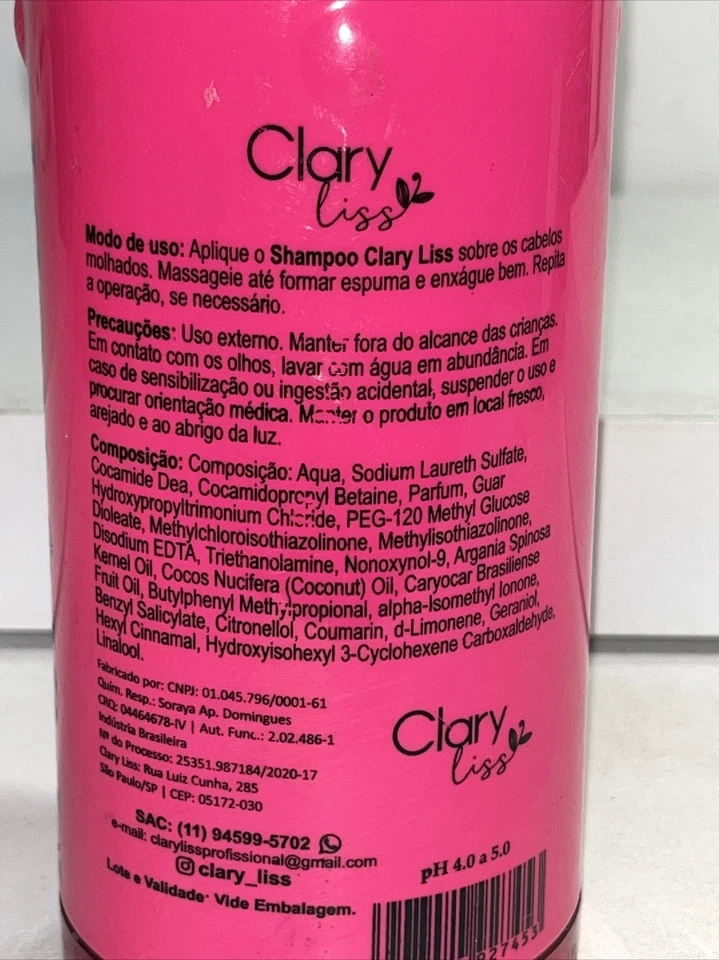 Clary
liss
Modo de uso: Aplique o Shampoo Clary Liss sobre os cabelos
molhados. Massageie até formar espuma e enxágue bem. Repita
a operação, se necessário.
Precauções: Uso externo. Manter fora do alcance das crianças.
Em contato com os olhos, lavar com água em abundância. Em
caso de sensibilização ou ingestão acidental, suspender o uso e
procurar orientação médica. Manter o produto em local fresco,
arejado e ao abrigo da luz.
Composição: Composição: Aqua, Sodium Laureth Sulfate,
Cocamide Dea, Cocamidopropyl Betaine, Parfum, Guar
Hydroxypropyltrimonium Chloride, PEG-120 Methyl Glucose
Dioleate, Methylchloroisothiazolinone, Methylisothiazolinone,
Disodium EDTA, Triethanolamine, Nonoxynol-9, Argania Spinosa
Kernel Oil, Cocos Nucifera (Coconut) Oil, Caryocar Brasiliense
Fruit Oil, Butylphenyl Methylpropional, alpha-Isomethyl Ionone,
Benzyl Salicylate, Citronellol, Coumarin, d-Limonene, Geraniol,
Hexyl Cinnamal, Hydroxyisohexyl 3-Cyclohexene Carboxaldehyde,
Linalool.
Fabricado por: CNPJ: 01.045.796/0001-61
Quim. Resp.: Soraya Ap. Domingues
CRQ: 04464678-IV | Aut. Func.: 2.02.486-1
Indústria Brasileira
Nº do Processo: 25351.987184/2020-17
Clary Liss: Rua Luiz Cunha, 285
São Paulo/SP | CEP: 05172-030
Clary
liss
SAC: (11) 94599-5702
e-mail: clarylissprofissional@gmail.com
clary_liss
Lote e Validade: Vide Embalagem.
pH 4.0 a 5.0
927453